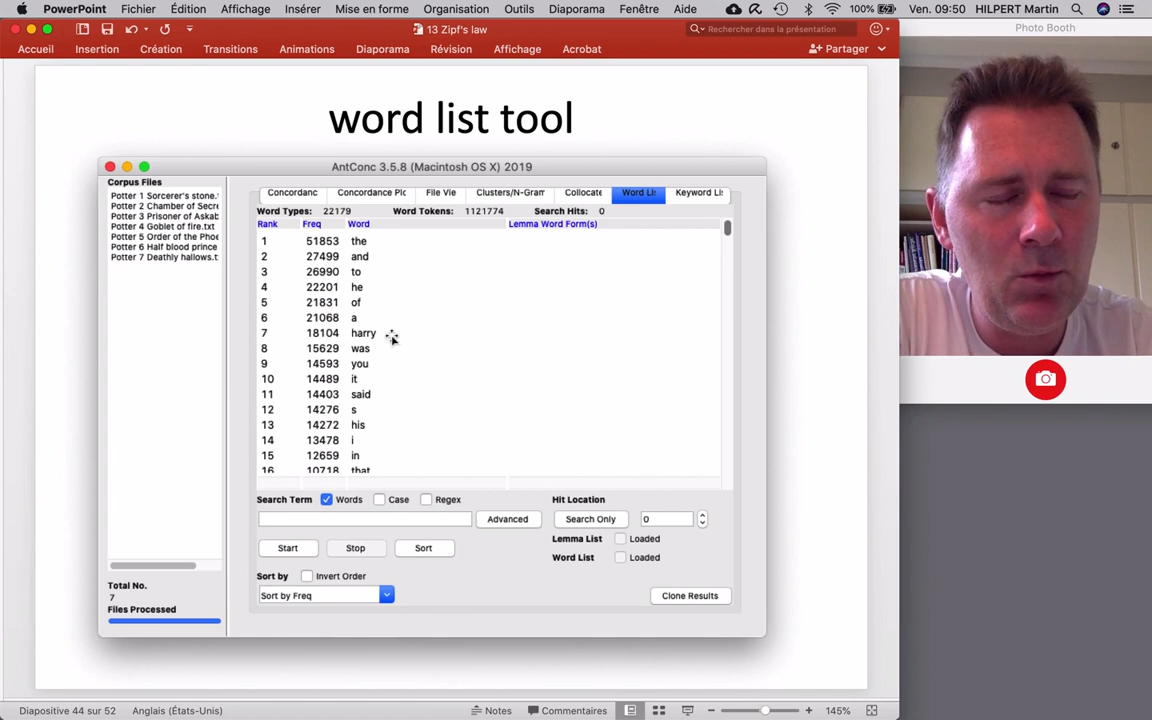 PowerPoint Fichier Édition Affichage Insérer Mise en forme Organisation Outils Diaporama Fenêtre Aide 100% Ven. 09:50 HILPERT Martin
13 Zipf's law
Rechercher dans la présentation
Photo Booth
Accueil Insertion Création Transitions Animations Diaporama Révision Affichage Acrobat Partager
word list tool
AntConc 3.5.8 (Macintosh OS X) 2019
Corpus Files
Potter 1 Sorcerer's stone.
Potter 2 Chamber of Secre
Potter 3 Prisoner of Askab
Potter 4 Goblet of fire.txt
Potter 5 Order of the Phoe
Potter 6 Half blood prince
Potter 7 Deathly hallows.t
Total No.
7
Files Processed
Concordanc Concordance Plo File Vie Clusters/N-Gram Collocate Word Li Keyword Li
Word Types: 22179 Word Tokens: 1121774 Search Hits: 0
Rank Freq Word Lemma Word Form(s)
1 51853 the
2 27499 and
3 26990 to
4 22201 he
5 21831 of
6 21068 a
7 18104 harry
8 15629 was
9 14593 you
10 14489 it
11 14403 said
12 14276 s
13 14272 his
14 13478 i
15 12659 in
16 10718 that
Search Term Words Case Regex Hit Location
Advanced Search Only 0
Start Stop Sort
Lemma List Loaded
Word List Loaded
Sort by Invert Order
Sort by Freq
Clone Results
Diapositive 44 sur 52 Anglais (États-Unis) Notes Commentaires 145%